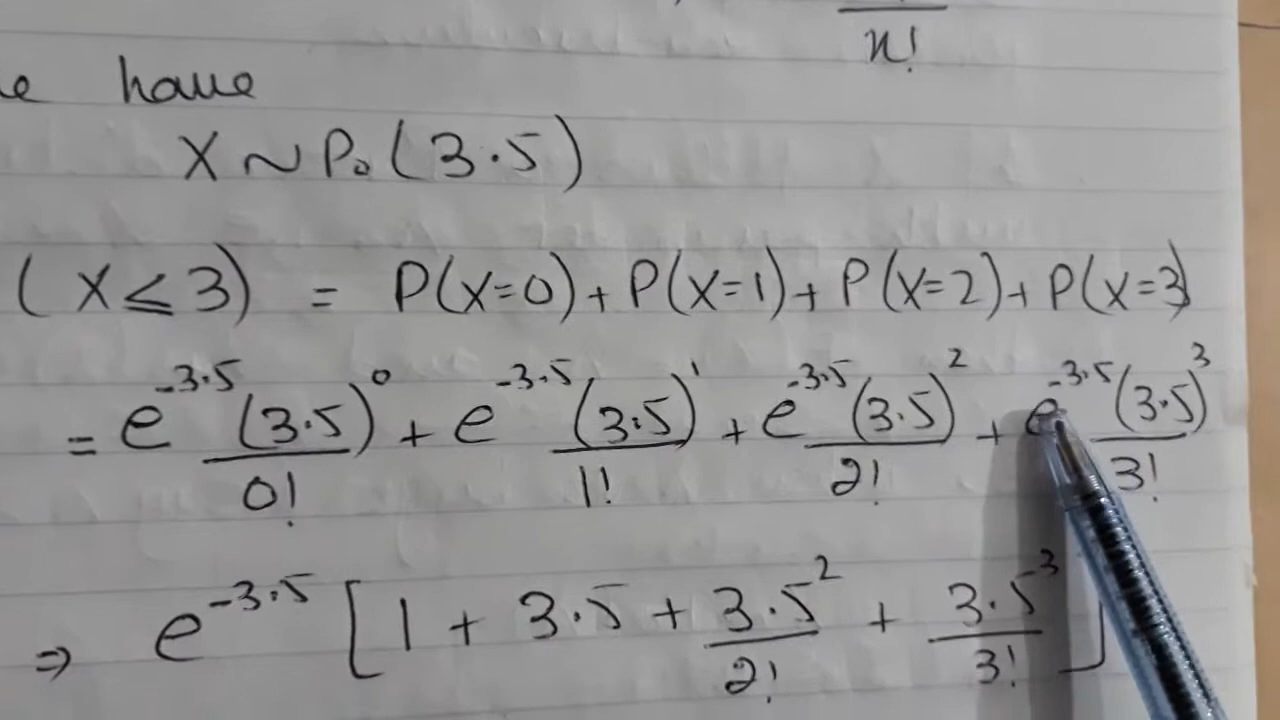 n!
have
X ~ Po(3.5)
(X ≤ 3) = P(X=0) + P(X=1) + P(X=2) + P(X=3)
= e^-3.5 (3.5)^0/0! + e^-3.5 (3.5)^1/1! + e^-3.5 (3.5)^2/2! + e^-3.5 (3.5)^3/3!
⇒ e^-3.5 [1 + 3.5 + 3.5^2/2! + 3.5^3/3!]